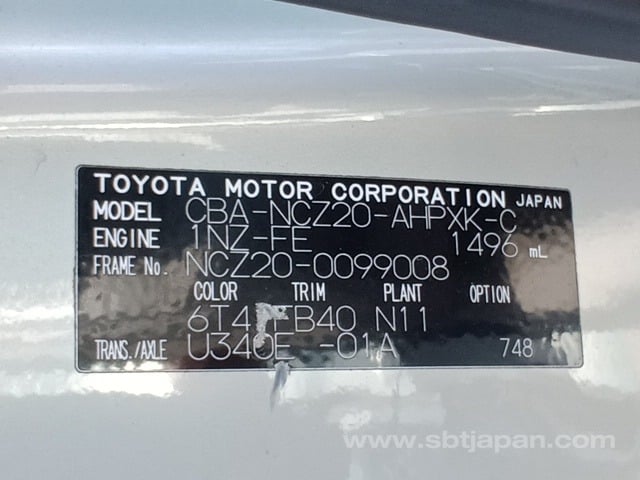 TOYOTA MOTOR CORPORATION JAPAN
MODEL CBA-NCZ20-AHPXK-C
ENGINE 1NZ-FE 1496 mL
FRAME No. NCZ20-0099008
COLOR TRIM PLANT OPTION
FB40 N11
TRANS./AXLE U340E -01A 748
www.sbtjapan.com